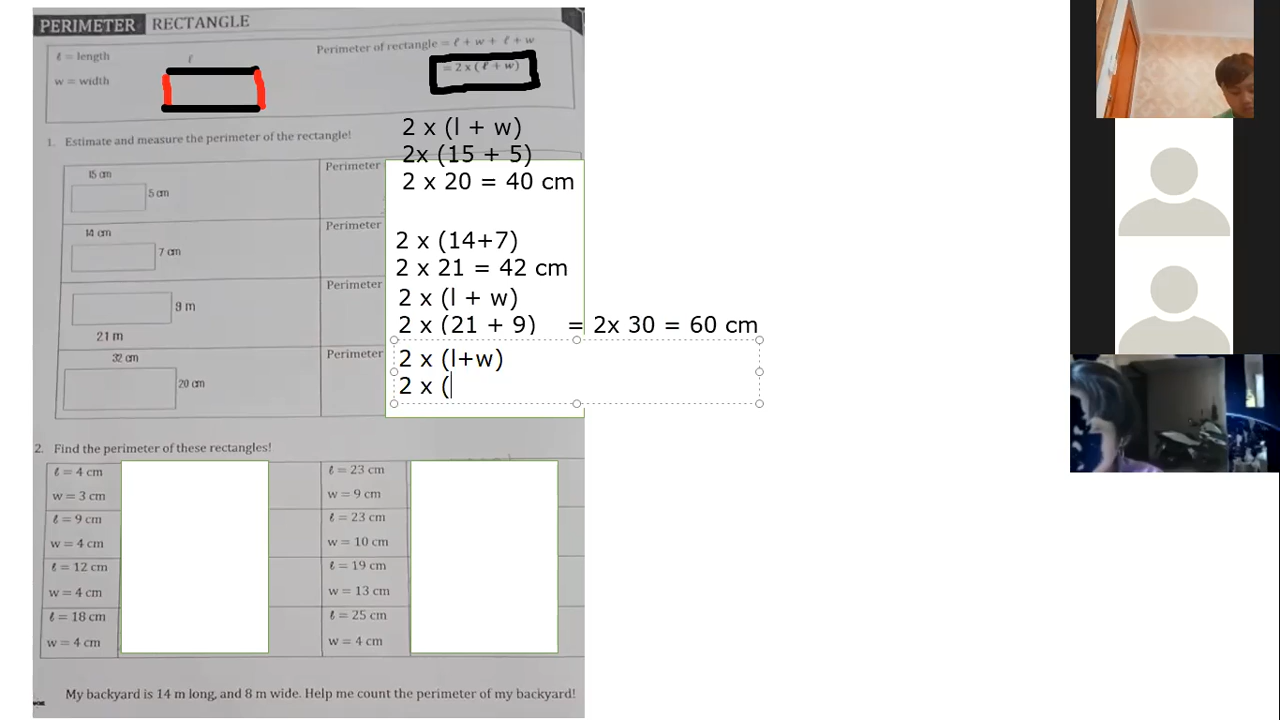 PERIMETER RECTANGLE
ℓ = length
w = width
ℓ
Perimeter of rectangle = ℓ + w + ℓ + w
= 2 x ( ℓ + w)
1. Estimate and measure the perimeter of the rectangle!
15 cm
5 cm
Perimeter
2 x (l + w)
2x (15 + 5)
2 x 20 = 40 cm
14 cm
7 cm
Perimeter
2 x (14+7)
2 x 21 = 42 cm
9 m
21 m
Perimeter
2 x (l + w)
2 x (21 + 9) = 2x 30 = 60 cm
32 cm
20 cm
Perimeter
2 x (l+w)
2 x (
2. Find the perimeter of these rectangles!
ℓ = 4 cm
w = 3 cm
ℓ = 23 cm
w = 9 cm
ℓ = 9 cm
w = 4 cm
ℓ = 23 cm
w = 10 cm
ℓ = 12 cm
w = 4 cm
ℓ = 19 cm
w = 13 cm
ℓ = 18 cm
w = 4 cm
ℓ = 25 cm
w = 4 cm
My backyard is 14 m long, and 8 m wide. Help me count the perimeter of my backyard!